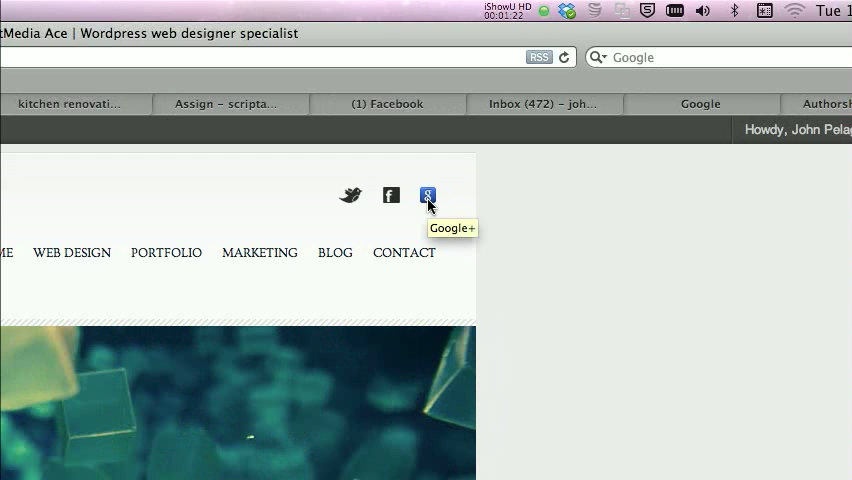 iShowU HD
00:01:22
Tue 1
tMedia Ace | Wordpress web designer specialist
RSS
Google
kitchen renovati...
Assign – scripta...
(1) Facebook
Inbox (472) – joh...
Google
Authorsh
Howdy, John Pelag
f
g
Google+
ME
WEB DESIGN
PORTFOLIO
MARKETING
BLOG
CONTACT